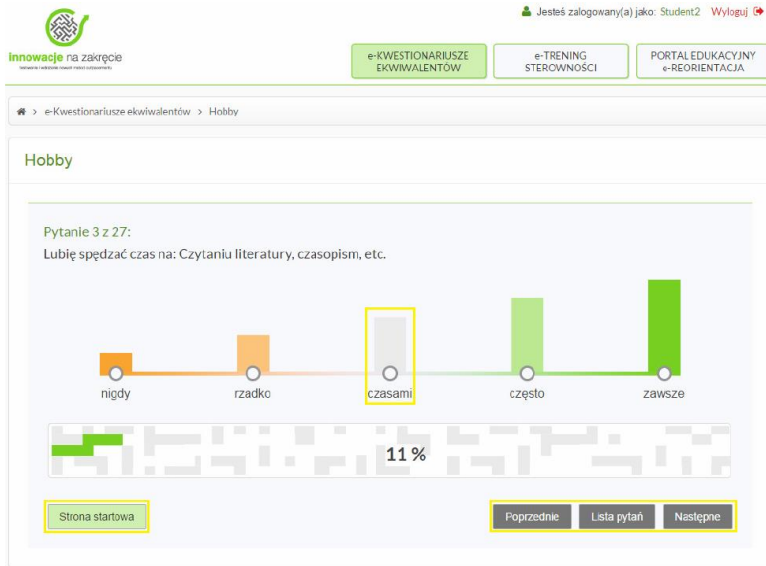 Jesteś zalogowany(a) jako: Student2 Wyloguj
innowacje na zakręcie
e-KWESTIONARIUSZE
EKWIWALENTÓW
e-TRENING
STEROWNOŚCI
PORTAL EDUKACYJNY
e-REORIENTACJA
> e-Kwestionariusze ekwiwalentów > Hobby
Hobby
Pytanie 3 z 27:
Lubię spędzać czas na: Czytaniu literatury, czasopism, etc.
nigdy rzadko czasami często zawsze
11 %
Strona startowa Poprzednie Lista pytań Następne